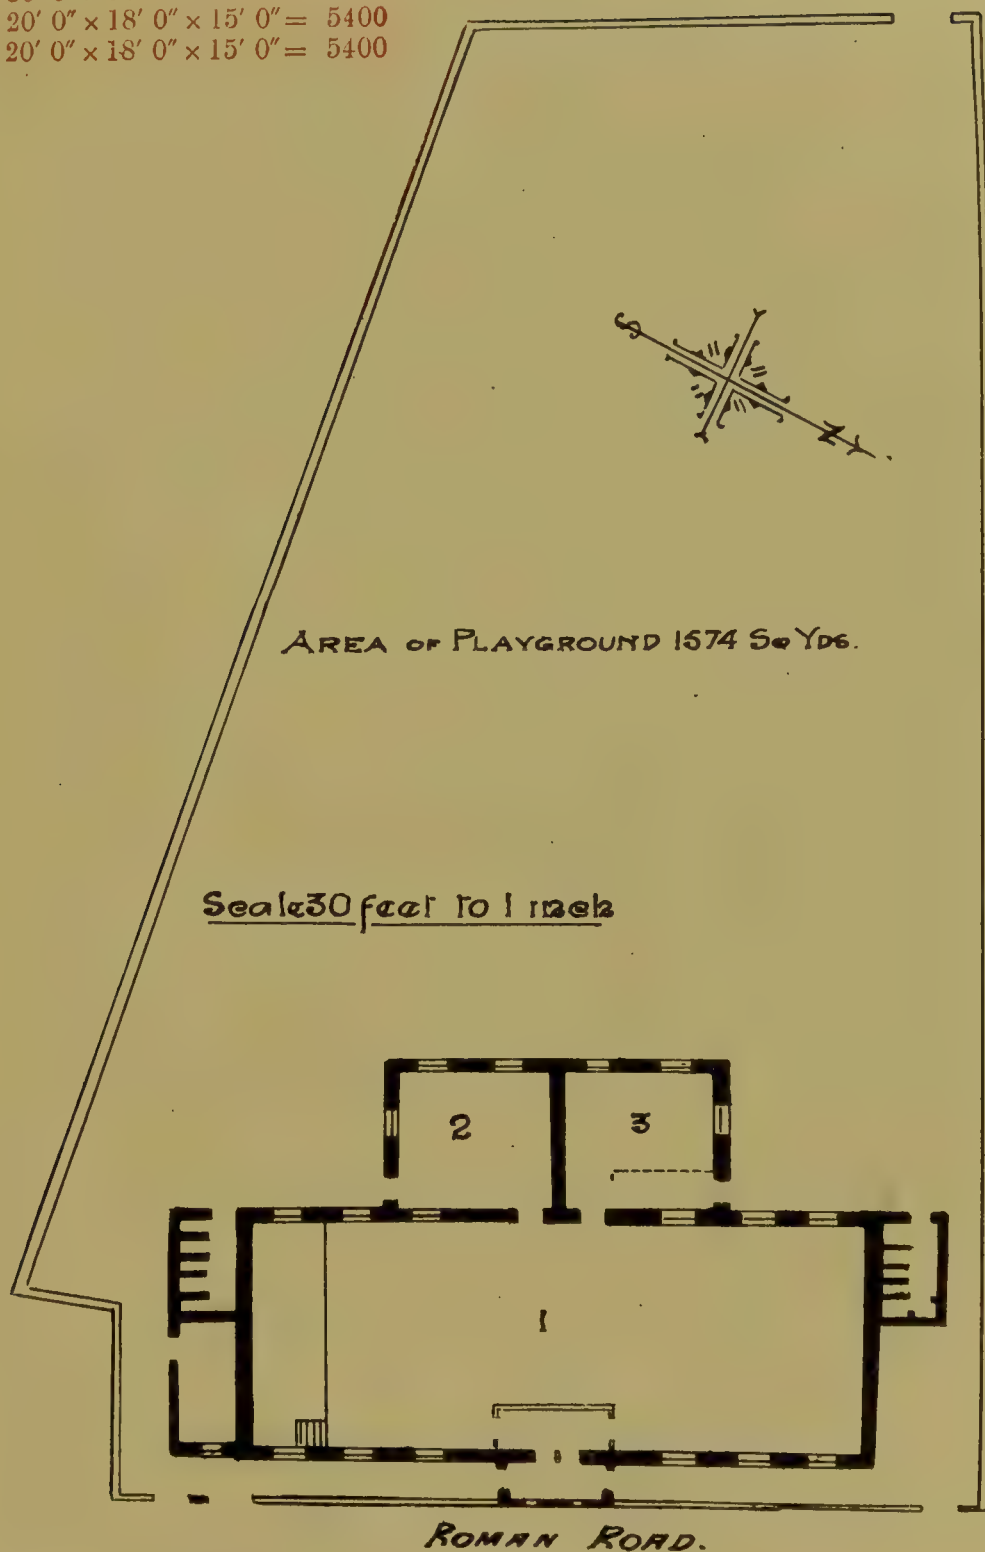 20′ 0″ × 18′ 0″ × 15′ 0″ = 5400
20′ 0″ × 18′ 0″ × 15′ 0″ = 5400
S
N
AREA OF PLAYGROUND 1574 SQ YDS.
Scale 30 feet to 1 inch
2
3
1
ROMAN ROAD.